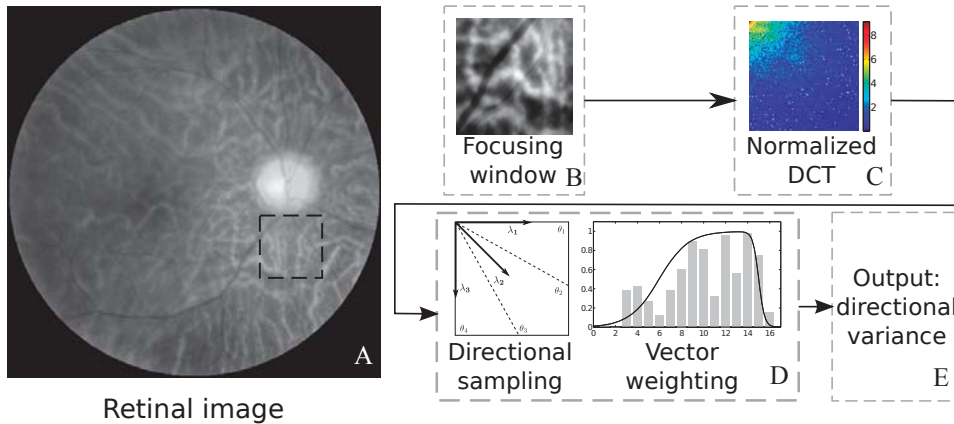 A
Retinal image
Focusing
window
B
8
6
4
2
Normalized
DCT
C
λ₁
λ₂
λ₃
θ₁
θ₂
θ₃
θ₄
Directional
sampling
1
0.8
0.6
0.4
0.2
0
0 2 4 6 8 10 12 14 16
Vector
weighting
D
Output:
directional
variance
E